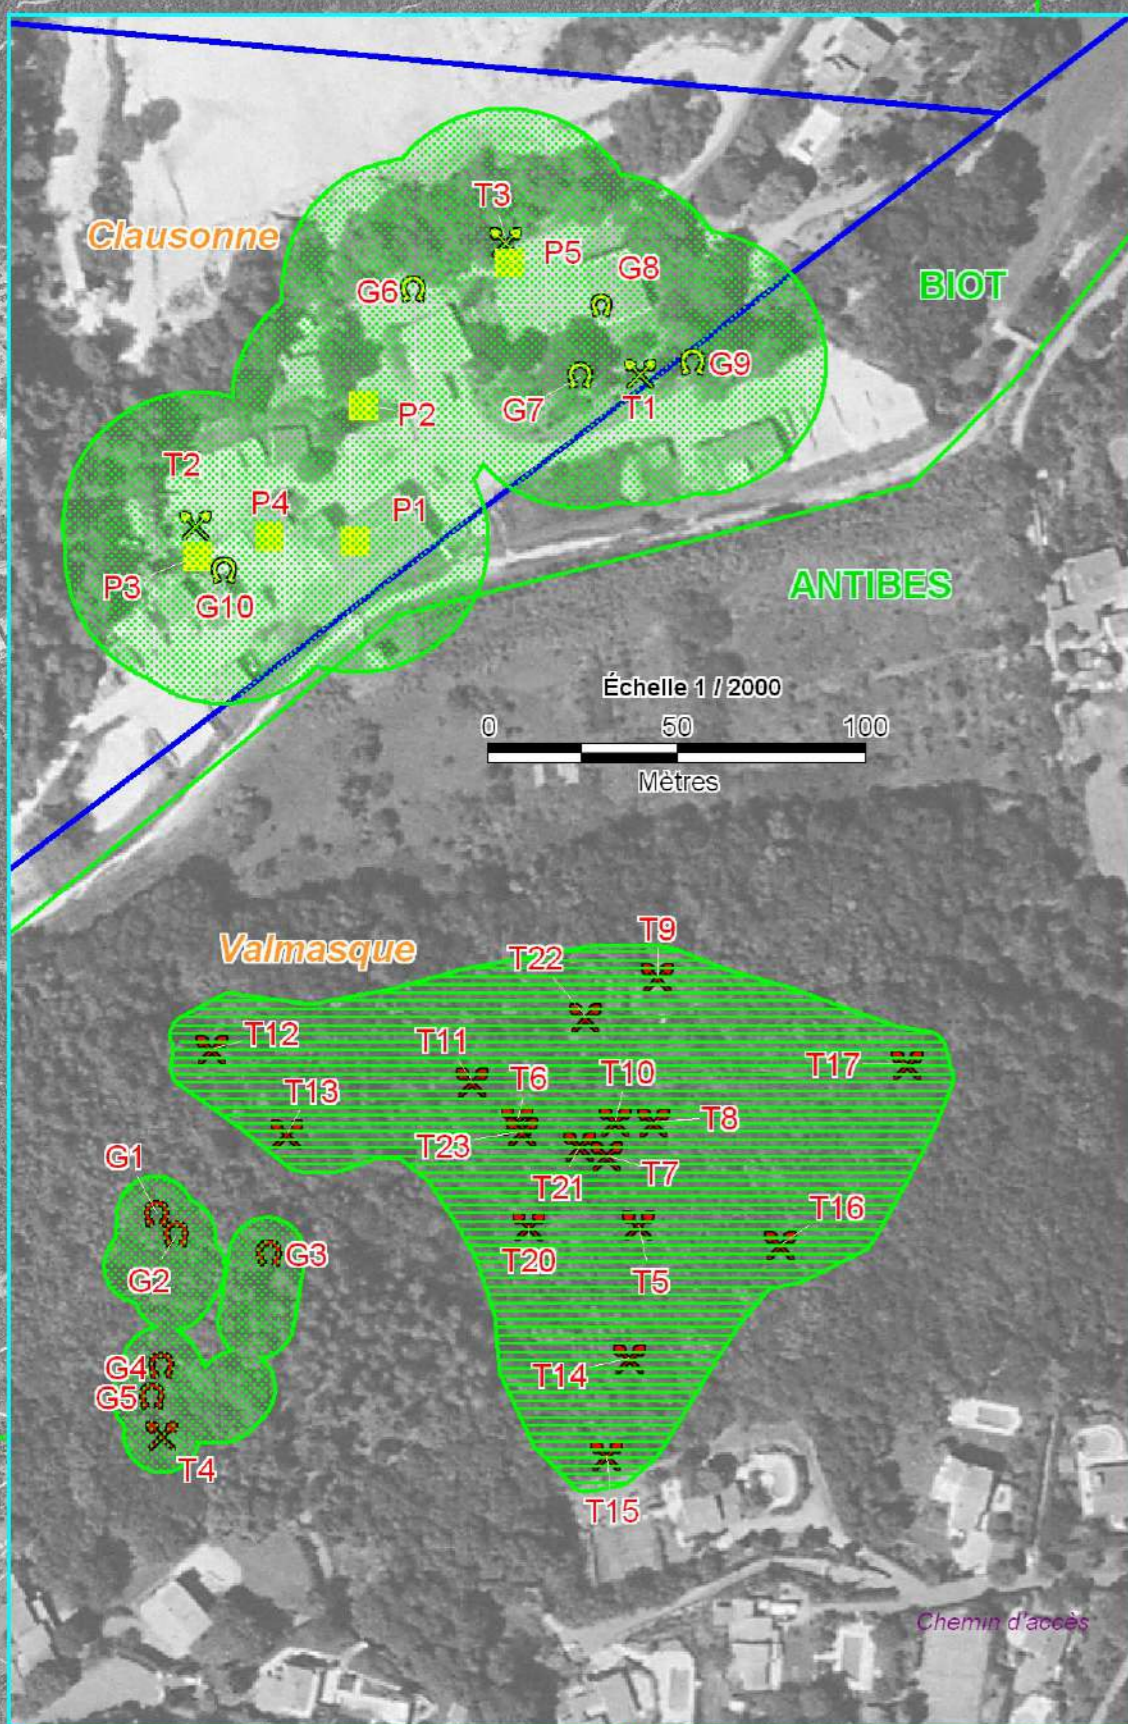 T3
Clausonne
P5
G8
G6
BIOT
G9
G7
T1
P2
T2
P4
P1
P3
G10
ANTIBES
Échelle 1 / 2000
0 50 100
Mètres
Valmasque
T9
T22
T12
T11
T17
T6
T10
T13
T8
T23
G1
T7
T21
T16
G3
T20
G2
T5
G4
T14
G5
T4
T15
Chemin d'accès